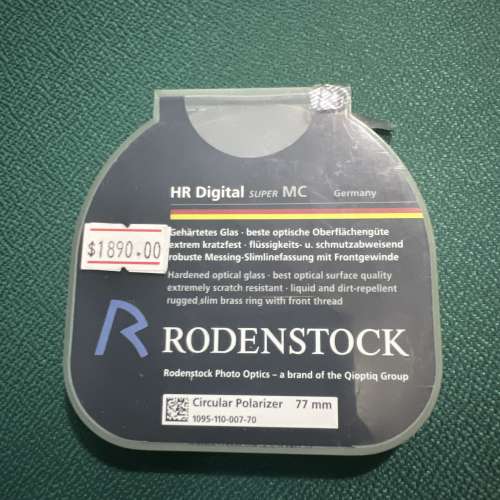 HR Digital SUPER MC Germany
Gehärtetes Glas · beste optische Oberflächengüte
extrem kratzfest · flüssigkeits- u. schmutzabweisend
robuste Messing-Slimlinefassung mit Frontgewinde
$1890.00
Hardened optical glass · best optical surface quality
extremely scratch resistant · liquid and dirt-repellent
rugged slim brass ring with front thread
R RODENSTOCK
Rodenstock Photo Optics – a brand of the Qioptiq Group
Circular Polarizer 77 mm
1095-110-007-70